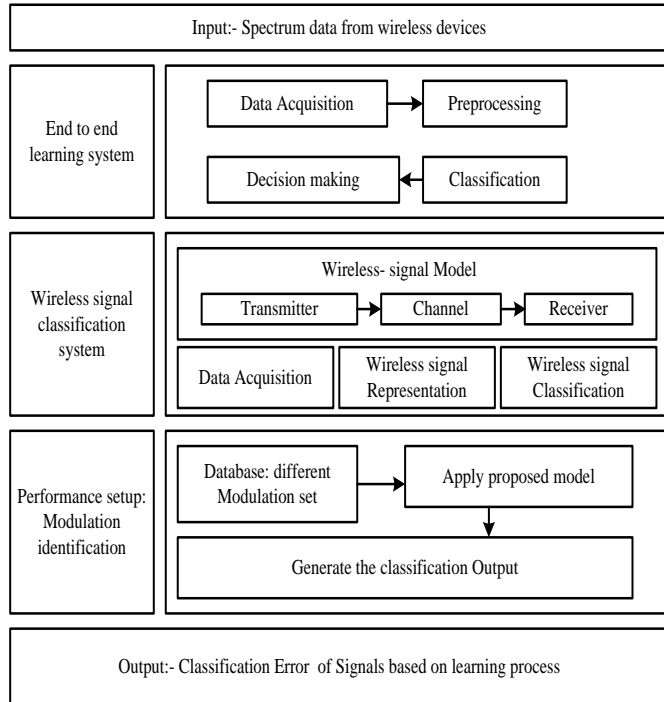 Input:- Spectrum data from wireless devices
End to end
learning system
Data Acquisition
Preprocessing
Decision making
Classification
Wireless signal
classification
system
Wireless- signal Model
Transmitter
Channel
Receiver
Data Acquisition
Wireless signal
Representation
Wireless signal
Classification
Performance setup:
Modulation
identification
Database: different
Modulation set
Apply proposed model
Generate the classification Output
Output:- Classification Error of Signals based on learning process